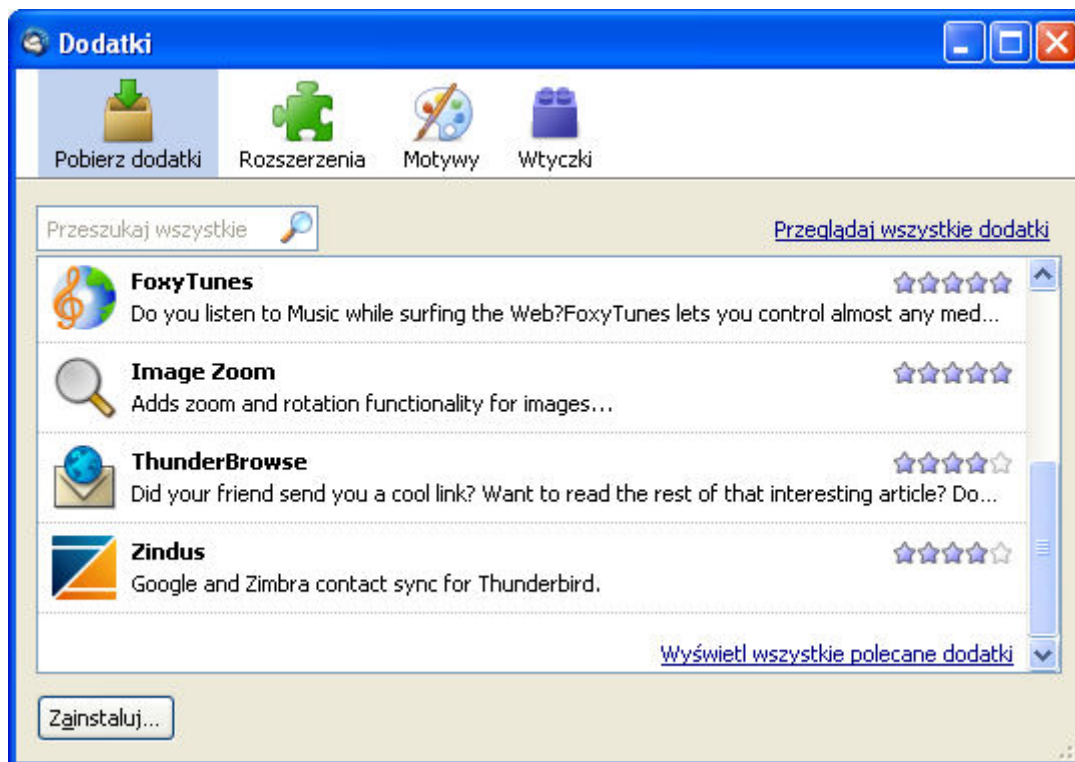 Dodatki
Pobierz dodatki Rozszerzenia Motywy Wtyczki
Przeszukaj wszystkie Przeglądaj wszystkie dodatki
FoxyTunes
Do you listen to Music while surfing the Web?FoxyTunes lets you control almost any med...
Image Zoom
Adds zoom and rotation functionality for images...
ThunderBrowse
Did your friend send you a cool link? Want to read the rest of that interesting article? Do...
Zindus
Google and Zimbra contact sync for Thunderbird.
Wyświetl wszystkie polecane dodatki
Zainstaluj...